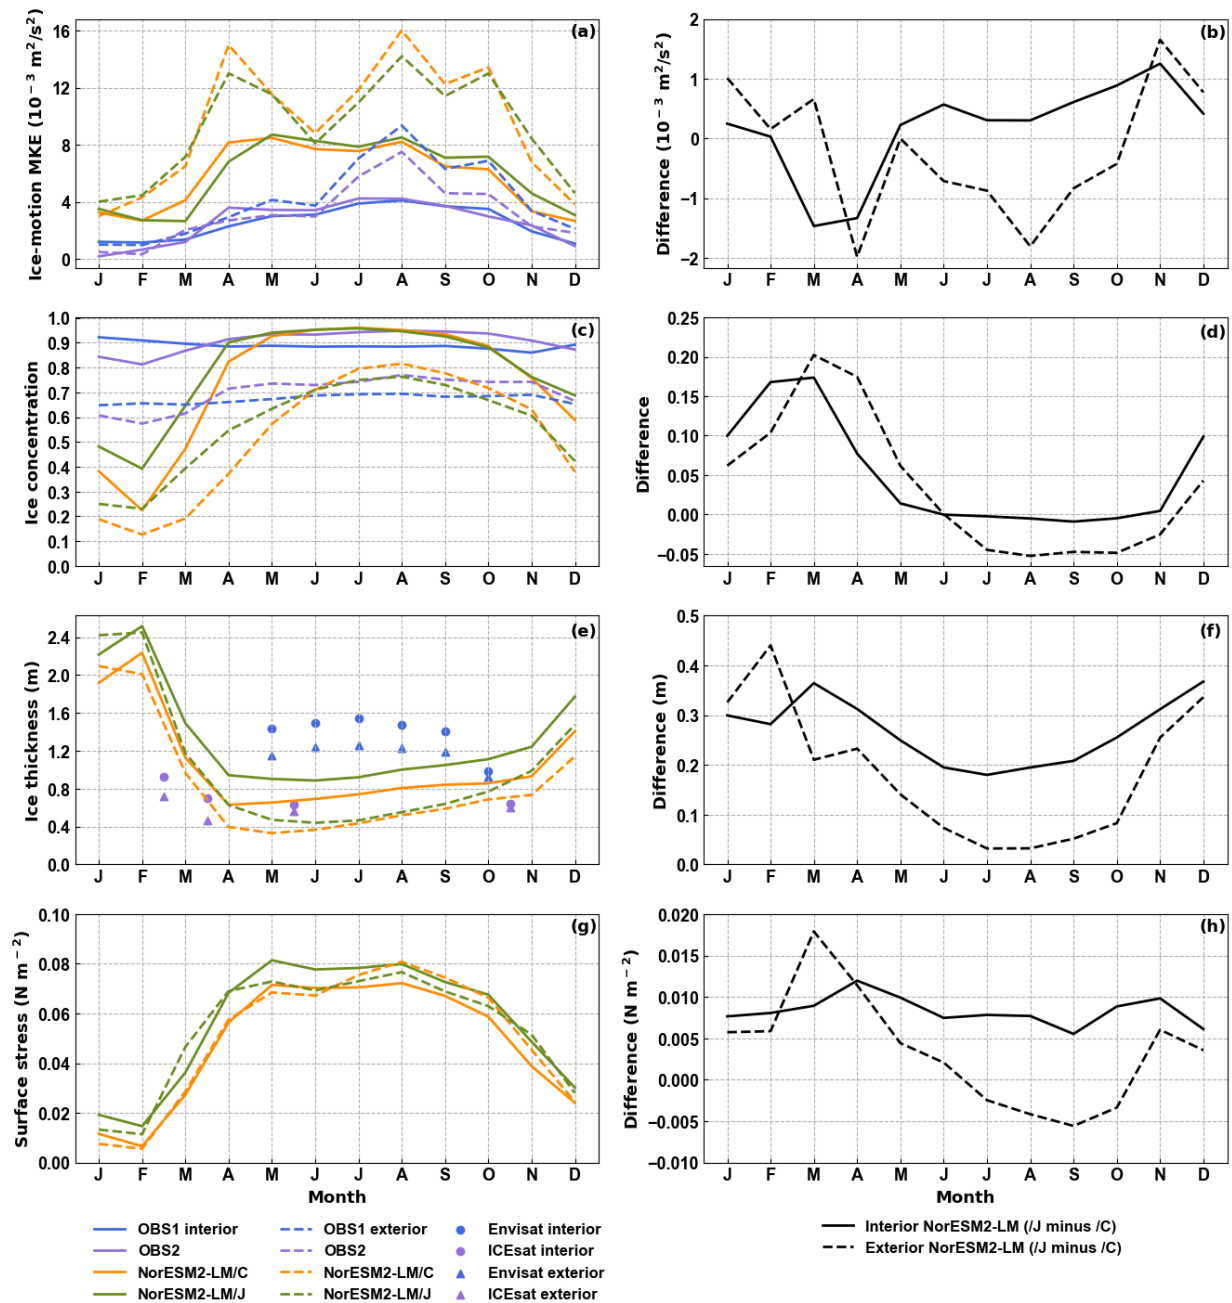 Ice-motion MKE (10⁻³ m²/s²)
16
12
8
4
0
(a)
J F M A M J J A S O N D
Difference (10⁻³ m²/s²)
2
1
0
−1
−2
(b)
J F M A M J J A S O N D
Ice concentration
1.0
0.9
0.8
0.7
0.6
0.5
0.4
0.3
0.2
0.1
0.0
(c)
J F M A M J J A S O N D
Difference
0.25
0.20
0.15
0.10
0.05
0.00
−0.05
(d)
J F M A M J J A S O N D
Ice thickness (m)
2.4
2.0
1.6
1.2
0.8
0.4
0.0
(e)
J F M A M J J A S O N D
Difference (m)
0.5
0.4
0.3
0.2
0.1
0.0
(f)
J F M A M J J A S O N D
Surface stress (N m⁻²)
0.10
0.08
0.06
0.04
0.02
0.00
(g)
J F M A M J J A S O N D
Month
Difference (N m⁻²)
0.020
0.015
0.010
0.005
0.000
−0.005
−0.010
(h)
J F M A M J J A S O N D
Month
OBS1 interior
OBS2
NorESM2-LM/C
NorESM2-LM/J
OBS1 exterior
OBS2
NorESM2-LM/C
NorESM2-LM/J
Envisat interior
ICEsat interior
Envisat exterior
ICEsat exterior
Interior NorESM2-LM (/J minus /C)
Exterior NorESM2-LM (/J minus /C)